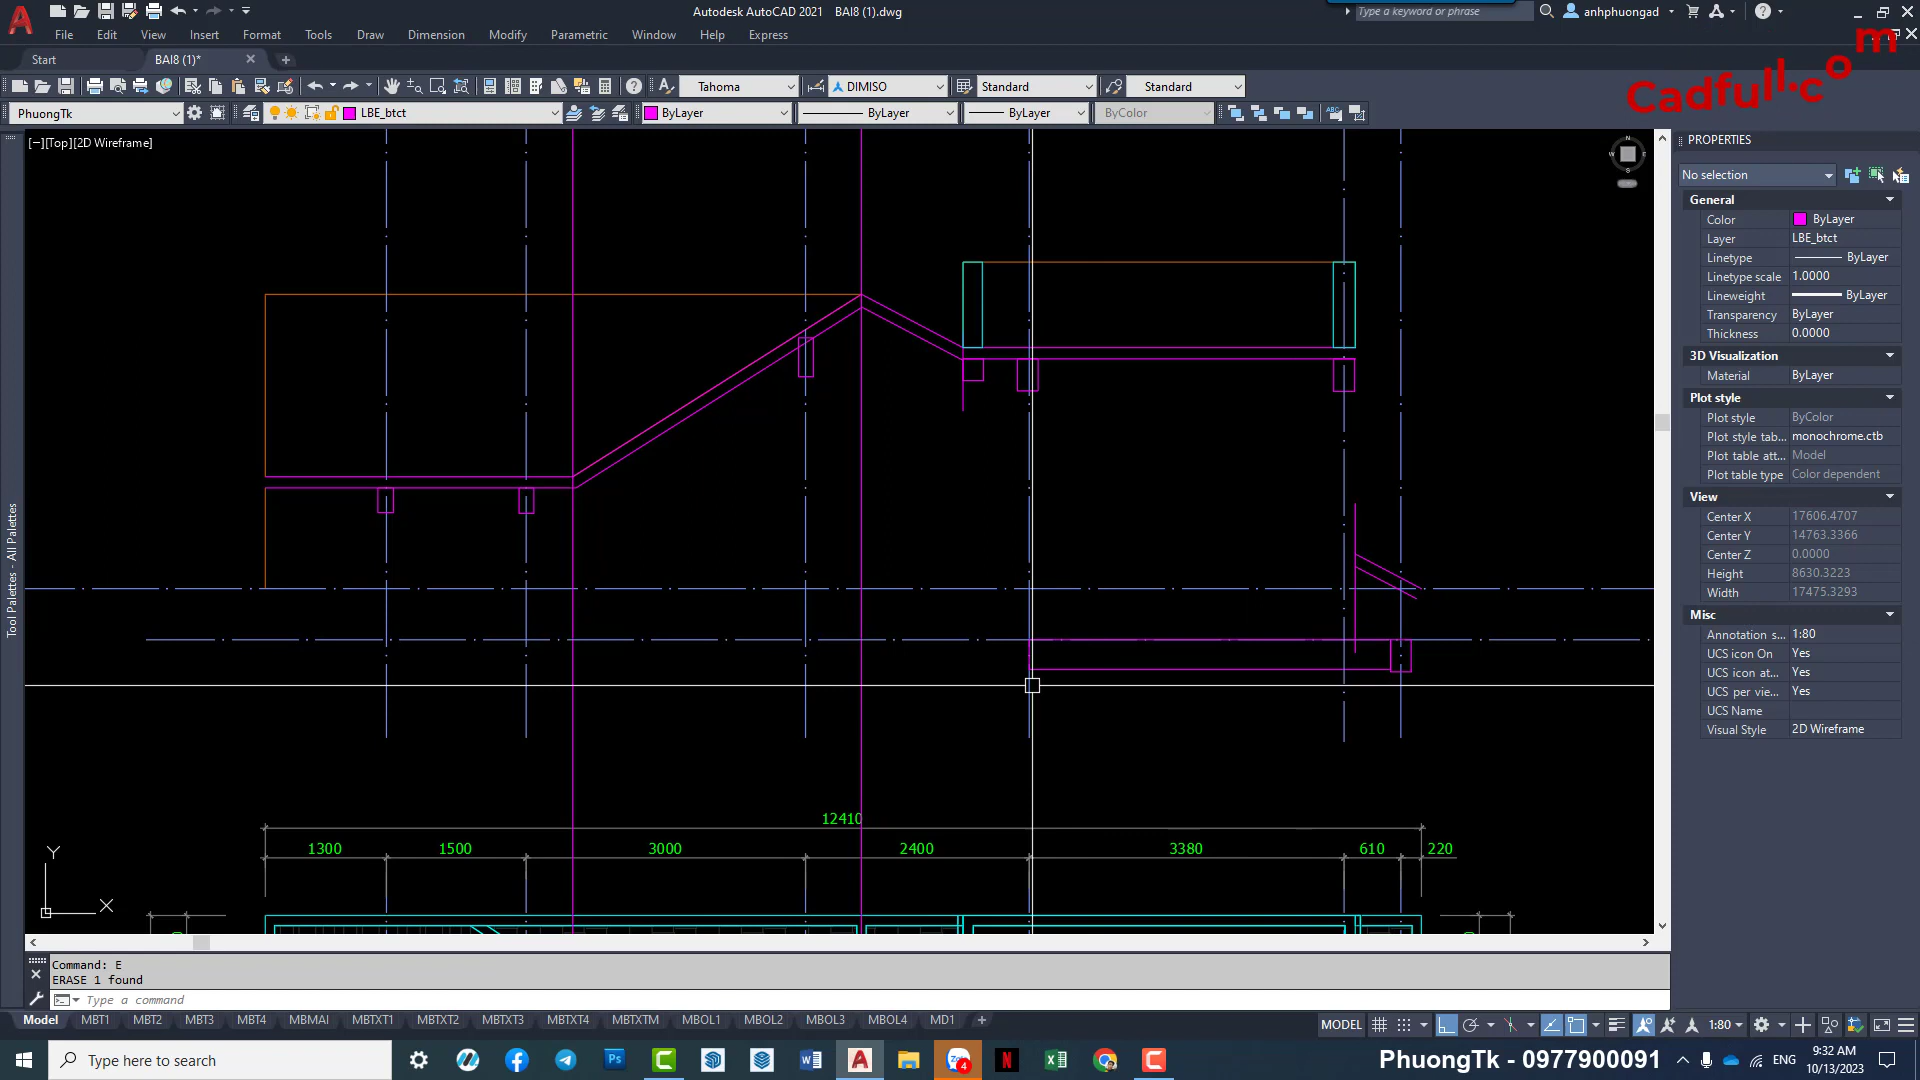 Autodesk AutoCAD 2021 BAI8 (1).dwg
Type a keyword or phrase
anhphuongad
File Edit View Insert Format Tools Draw Dimension Modify Parametric Window Help Express
Cadfull.com
Start
BAI8 (1)*
Tahoma
DIMISO
Standard
Standard
PhuongTk
LBE_btct
ByLayer
ByLayer
ByLayer
ByColor
[−][Top][2D Wireframe]
N
W
E
S
PROPERTIES
No selection
General
Color ByLayer
Layer LBE_btct
Linetype ByLayer
Linetype scale 1.0000
Lineweight ByLayer
Transparency ByLayer
Thickness 0.0000
3D Visualization
Material ByLayer
Plot style
Plot style ByColor
Plot style tab... monochrome.ctb
Plot table att... Model
Plot table type Color dependent
View
Center X 17606.4707
Center Y 14763.3366
Center Z 0.0000
Height 8630.3223
Width 17475.3293
Misc
Annotation s... 1:80
UCS icon On Yes
UCS icon at... Yes
UCS per vie... Yes
UCS Name
Visual Style 2D Wireframe
Tool Palettes - All Palettes
12410
1300 1500 3000 2400 3380 610 220
Y
X
Command: E
ERASE 1 found
Type a command
Model MBT1 MBT2 MBT3 MBT4 MBMAI MBTXT1 MBTXT2 MBTXT3 MBTXT4 MBTXTM MBOL1 MBOL2 MBOL3 MBOL4 MD1
MODEL
1:80
Type here to search
Ps
Zalo
4
N
PhuongTk - 0977900091
ENG
9:32 AM
10/13/2023